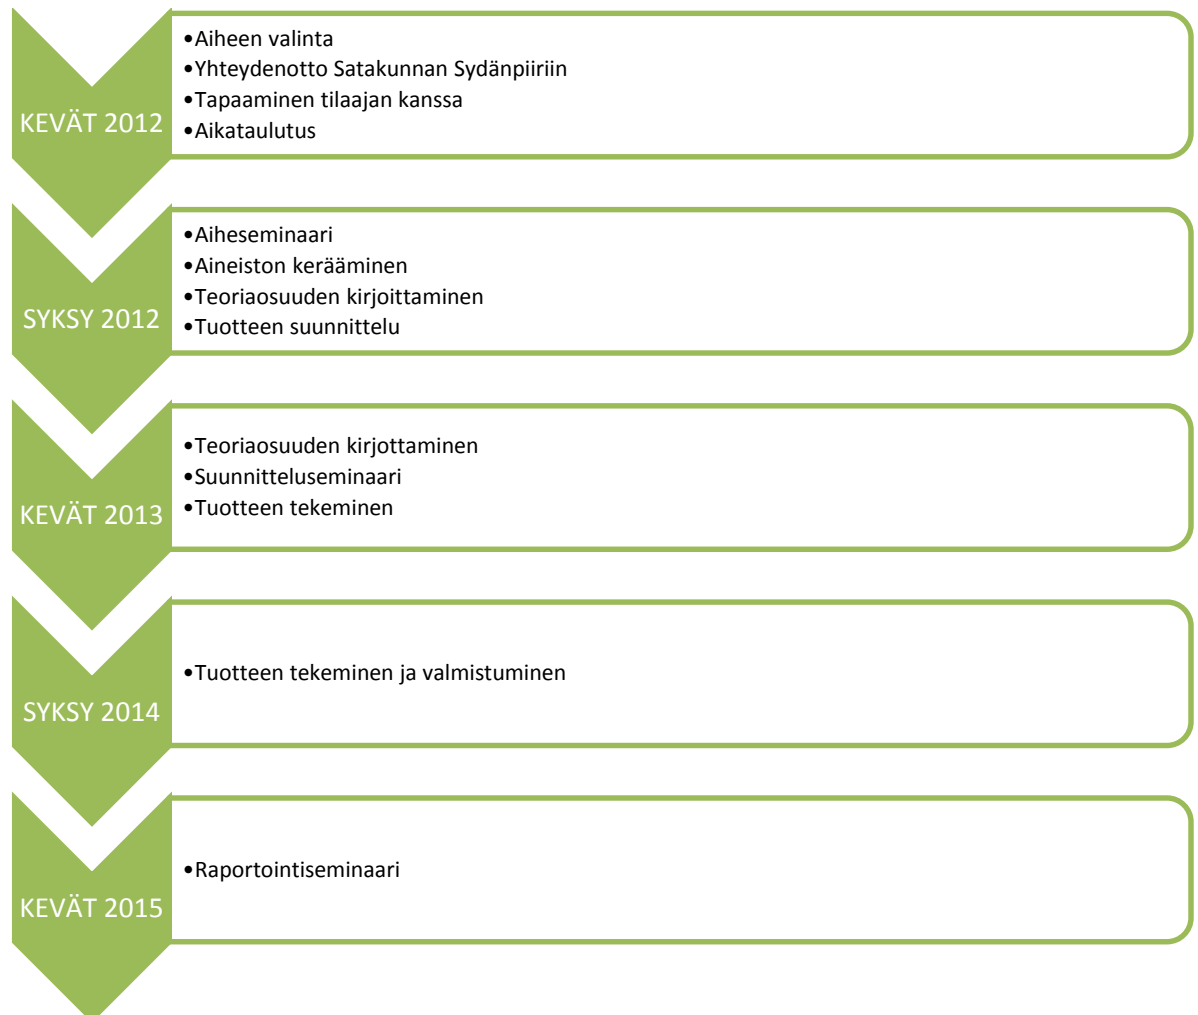 KEVÄT 2012
•Aiheen valinta
•Yhteydenotto Satakunnan Sydänpiiriin
•Tapaaminen tilaajan kanssa
•Aikataulutus
SYKSY 2012
•Aiheseminaari
•Aineiston kerääminen
•Teoriaosuuden kirjoittaminen
•Tuotteen suunnittelu
KEVÄT 2013
•Teoriaosuuden kirjottaminen
•Suunnitteluseminaari
•Tuotteen tekeminen
SYKSY 2014
•Tuotteen tekeminen ja valmistuminen
KEVÄT 2015
•Raportointiseminaari